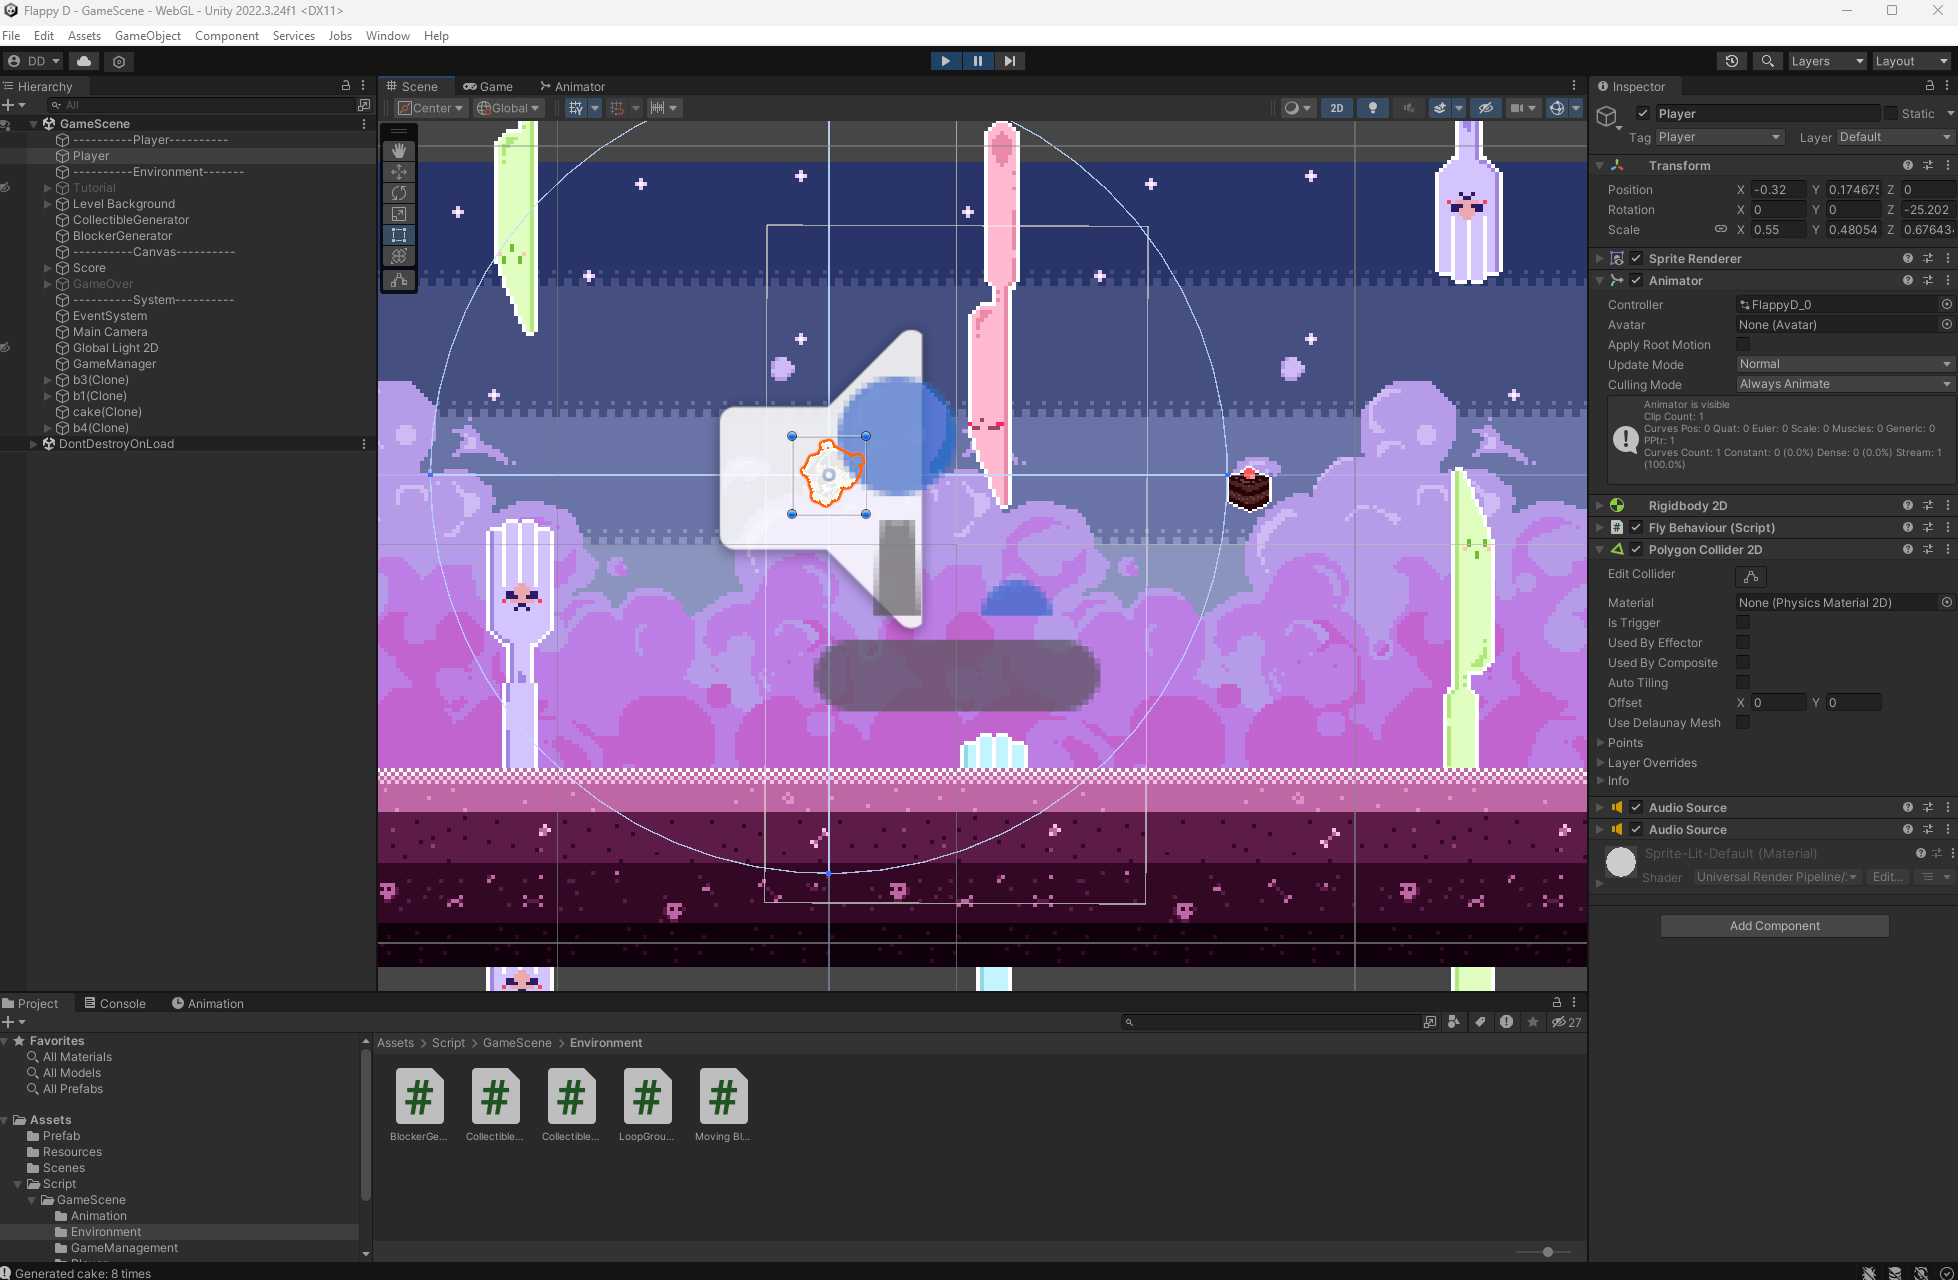 Flappy D - GameScene - WebGL - Unity 2022.3.24f1 <DX11>
File Edit Assets GameObject Component Services Jobs Window Help
DD
Layers
Layout
Hierarchy
All
GameScene
----------Player----------
Player
----------Environment-------
Tutorial
Level Background
CollectibleGenerator
BlockerGenerator
----------Canvas----------
Score
GameOver
----------System----------
EventSystem
Main Camera
Global Light 2D
GameManager
b3(Clone)
b1(Clone)
cake(Clone)
b4(Clone)
DontDestroyOnLoad
Scene Game Animator
Center Global 2D
Inspector
Player Static
Tag Player Layer Default
Transform
Position X -0.32 Y 0.174675 Z 0
Rotation X 0 Y 0 Z -25.202
Scale X 0.55 Y 0.48054 Z 0.67643
Sprite Renderer
Animator
Controller FlappyD_0
Avatar None (Avatar)
Apply Root Motion
Update Mode Normal
Culling Mode Always Animate
Animator is visible
Clip Count: 1
Curves Pos: 0 Quat: 0 Euler: 0 Scale: 0 Muscles: 0 Generic: 0
PPtr: 1
Curves Count: 1 Constant: 0 (0.0%) Dense: 0 (0.0%) Stream: 1
(100.0%)
Rigidbody 2D
# Fly Behaviour (Script)
Polygon Collider 2D
Edit Collider
Material None (Physics Material 2D)
Is Trigger
Used By Effector
Used By Composite
Auto Tiling
Offset X 0 Y 0
Use Delaunay Mesh
Points
Layer Overrides
Info
Audio Source
Audio Source
Sprite-Lit-Default (Material)
Shader Universal Render Pipeline/: Edit...
Add Component
Project Console Animation
27
Favorites
All Materials
All Models
All Prefabs
Assets
Prefab
Resources
Scenes
Script
GameScene
Animation
Environment
GameManagement
Assets > Script > GameScene > Environment
# # # # #
BlockerGe... Collectible... Collectible... LoopGrou... Moving Bl...
Generated cake: 8 times